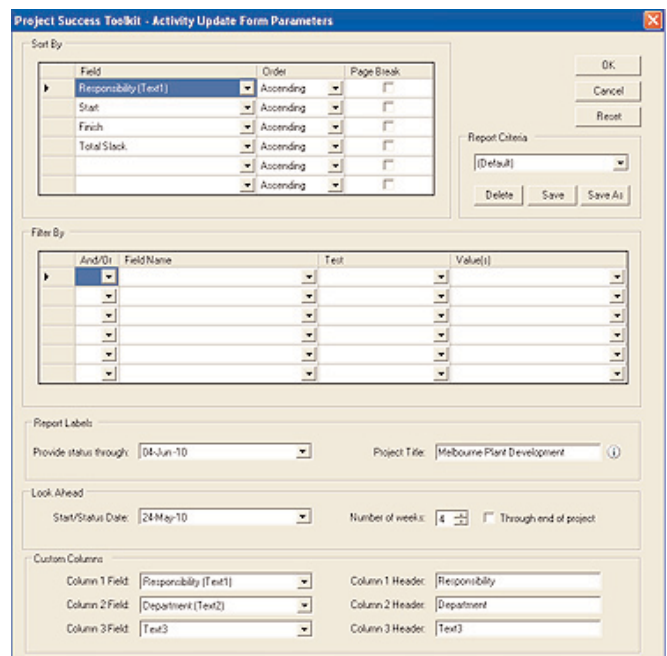 Project Success Toolkit - Activity Update Form Parameters
Sort By
Field Order Page Break
Responsibility (Text1) Ascending
Start Ascending
Finish Ascending
Total Slack Ascending
Ascending
Ascending
OK
Cancel
Reset
Report Criteria
(Default)
Delete Save Save As
Filter By
And/Or Field Name Test Value(s)
Report Labels
Provide status through: 04-Jun-10 Project Title: Melbourne Plant Development
Look Ahead
Start/Status Date: 24-May-10 Number of weeks: 4 Through end of project
Custom Columns
Column 1 Field: Responsibility (Text1) Column 1 Header: Responsibility
Column 2 Field: Department (Text2) Column 2 Header: Department
Column 3 Field: Text3 Column 3 Header: Text3